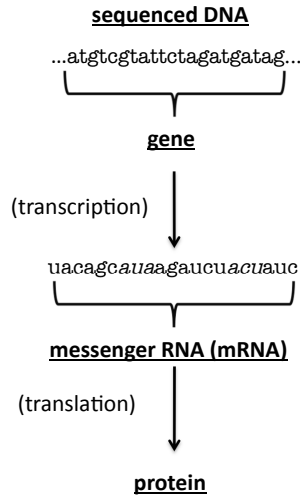 sequenced DNA
...atgtcgtattctagatgatag...
gene
(transcription)
uacagcauaagaucuacuauc
messenger RNA (mRNA)
(translation)
protein